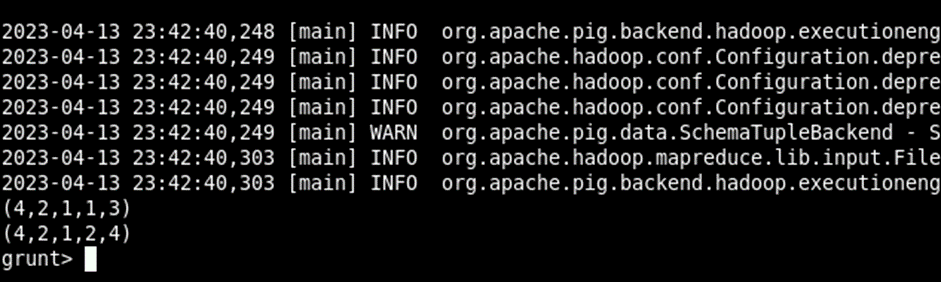 2023-04-13 23:42:40,248 [main] INFO  org.apache.pig.backend.hadoop.executioneng
2023-04-13 23:42:40,249 [main] INFO  org.apache.hadoop.conf.Configuration.depre
2023-04-13 23:42:40,249 [main] INFO  org.apache.hadoop.conf.Configuration.depre
2023-04-13 23:42:40,249 [main] INFO  org.apache.hadoop.conf.Configuration.depre
2023-04-13 23:42:40,249 [main] WARN  org.apache.pig.data.SchemaTupleBackend - S
2023-04-13 23:42:40,303 [main] INFO  org.apache.hadoop.mapreduce.lib.input.File
2023-04-13 23:42:40,303 [main] INFO  org.apache.pig.backend.hadoop.executioneng
(4,2,1,1,3)
(4,2,1,2,4)
grunt>